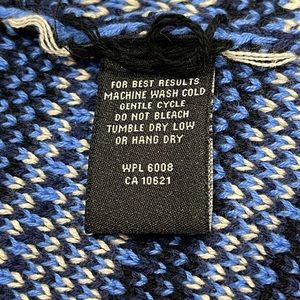 FOR BEST RESULTS
MACHINE WASH COLD
GENTLE CYCLE
DO NOT BLEACH
TUMBLE DRY LOW
OR HANG DRY
WPL 6008
CA 10621